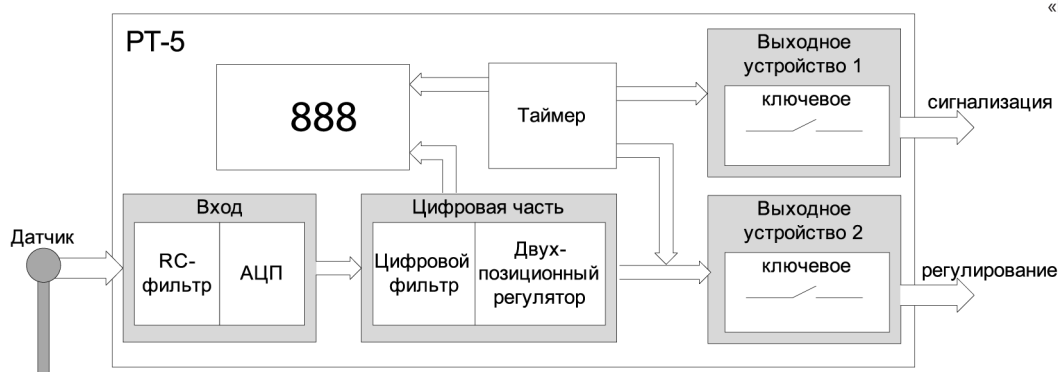 «
РТ-5
888
Таймер
Выходное
устройство 1
ключевое
сигнализация
Датчик
Вход
RC-
фильтр
АЦП
Цифровая часть
Цифровой
фильтр
Двух-
позиционный
регулятор
Выходное
устройство 2
ключевое
регулирование